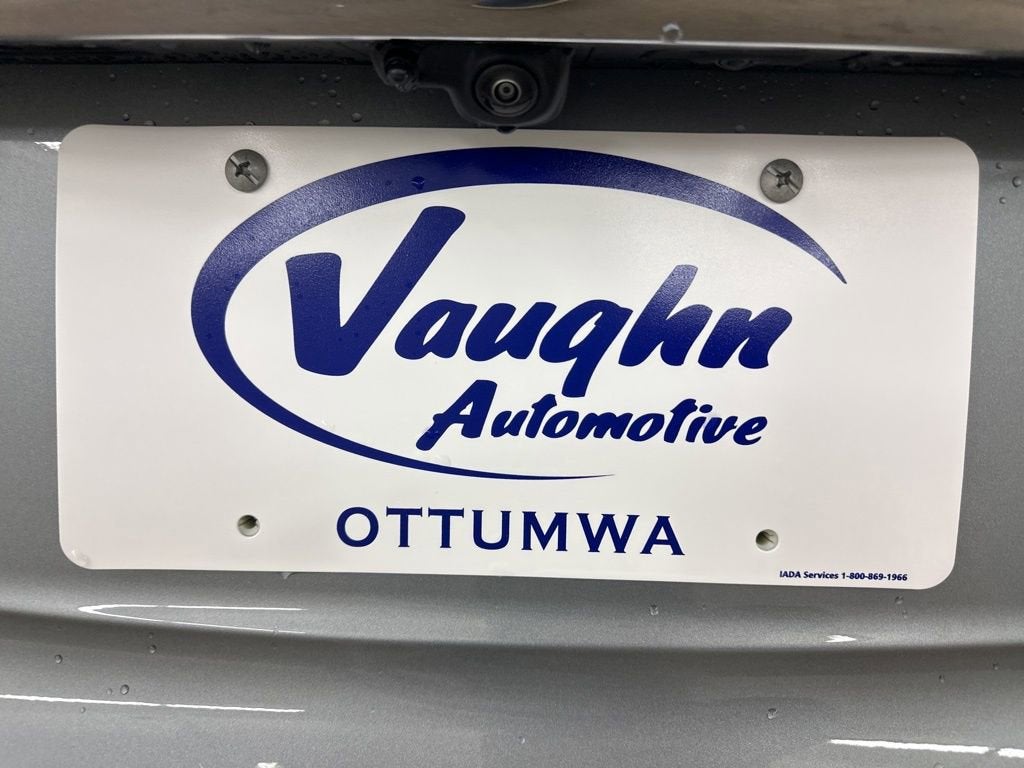 Vaughn
Automotive
OTTUMWA
IADA Services 1-800-869-1966